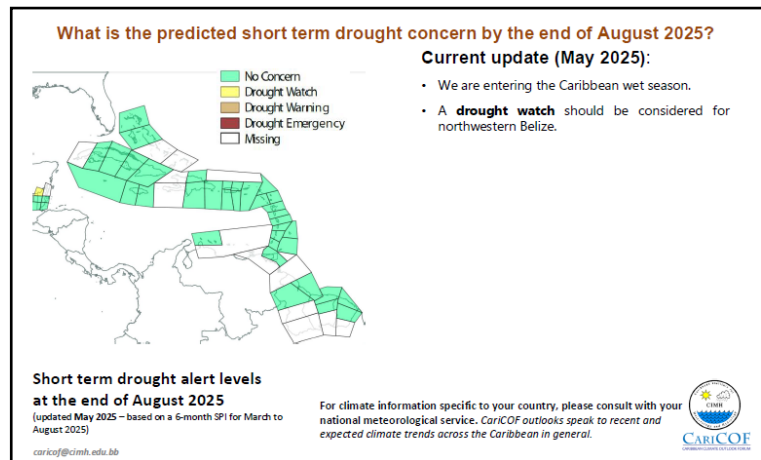 What is the predicted short term drought concern by the end of August 2025?
Current update (May 2025):
• We are entering the Caribbean wet season.
• A drought watch should be considered for
northwestern Belize.
No Concern
Drought Watch
Drought Warning
Drought Emergency
Missing
Short term drought alert levels
at the end of August 2025
(updated May 2025 – based on a 6-month SPI for March to
August 2025)
caricof@cimh.edu.bb
For climate information specific to your country, please consult with your
national meteorological service. CariCOF outlooks speak to recent and
expected climate trends across the Caribbean in general.
CIMH
CARICOF
CARIBBEAN CLIMATE OUTLOOK FORUM